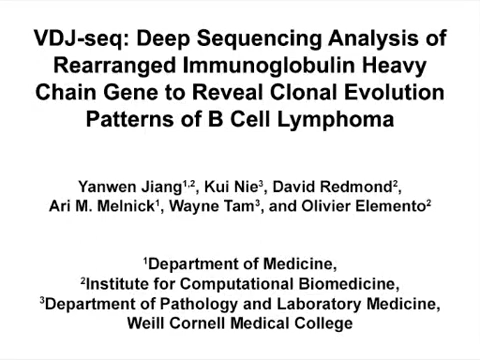 VDJ-seq: Deep Sequencing Analysis of
Rearranged Immunoglobulin Heavy
Chain Gene to Reveal Clonal Evolution
Patterns of B Cell Lymphoma
Yanwen Jiang¹,², Kui Nie³, David Redmond²,
Ari M. Melnick¹, Wayne Tam³, and Olivier Elemento²
¹Department of Medicine,
²Institute for Computational Biomedicine,
³Department of Pathology and Laboratory Medicine,
Weill Cornell Medical College